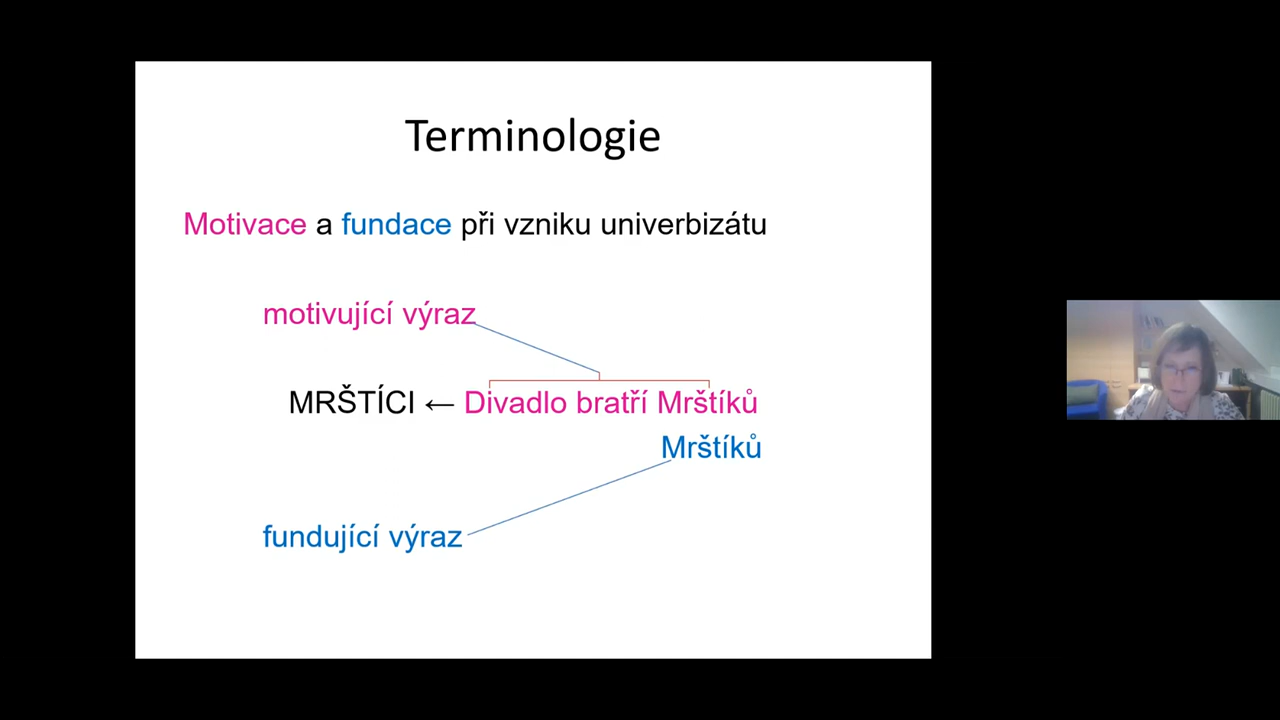 Terminologie
Motivace a fundace při vzniku univerbizátu
motivující výraz
MRŠTÍCI ← Divadlo bratří Mrštíků
Mrštíků
fundující výraz